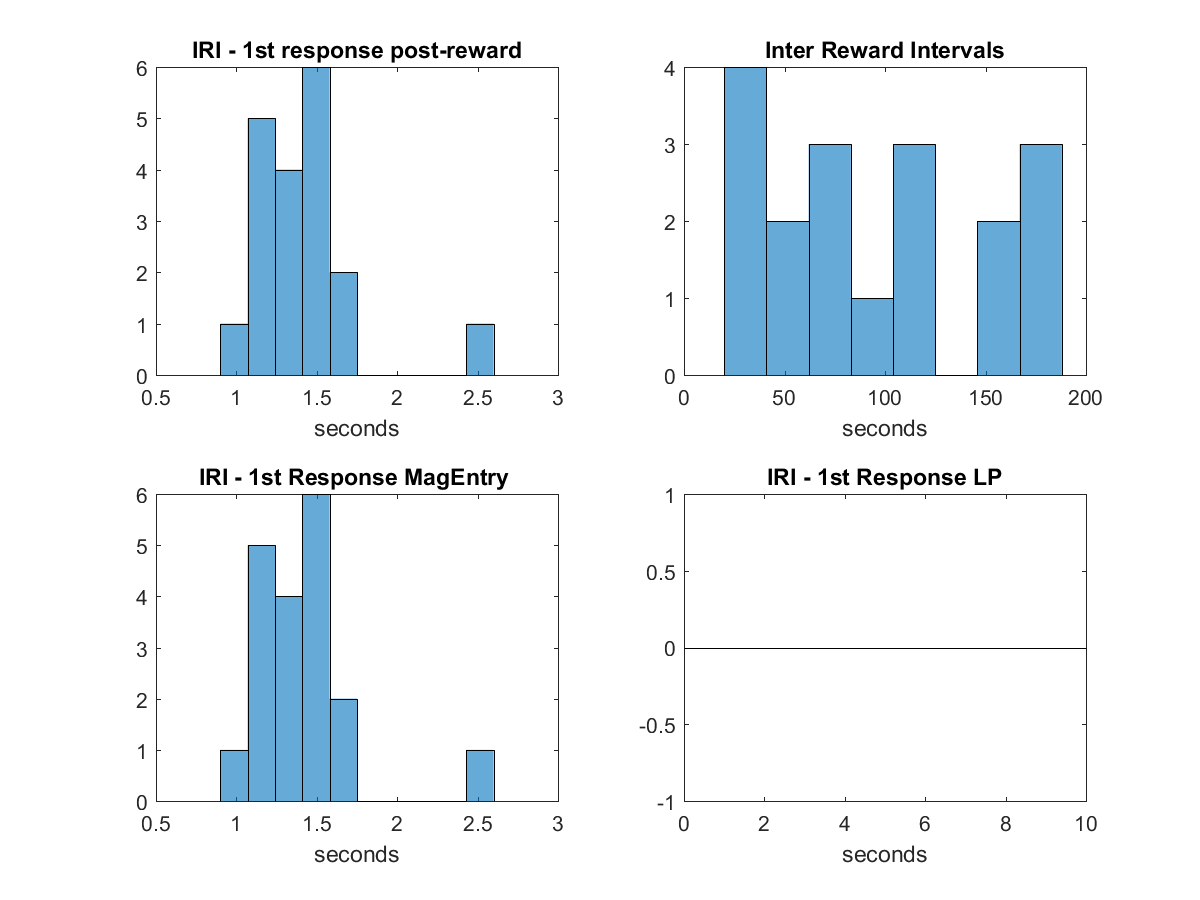 IRI - 1st response post-reward
6
5
4
3
2
1
0
0.5 1 1.5 2 2.5 3
seconds
Inter Reward Intervals
4
3
2
1
0
0 50 100 150 200
seconds
IRI - 1st Response MagEntry
6
5
4
3
2
1
0
0.5 1 1.5 2 2.5 3
seconds
IRI - 1st Response LP
1
0.5
0
-0.5
-1
0 2 4 6 8 10
seconds